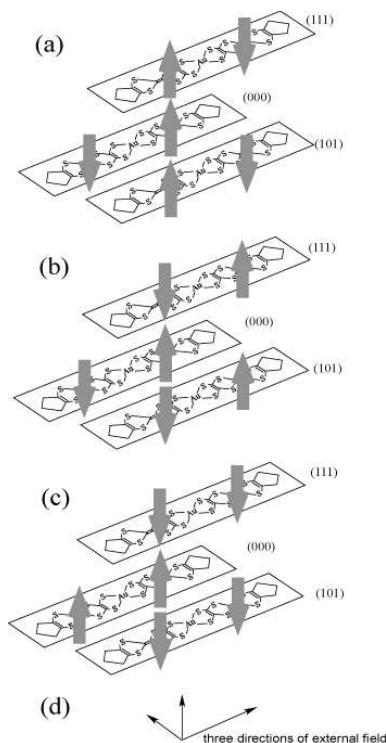 (a)
(111)
(000)
(101)
(b)
(111)
(000)
(101)
(c)
(111)
(000)
(101)
(d)
three directions of external field